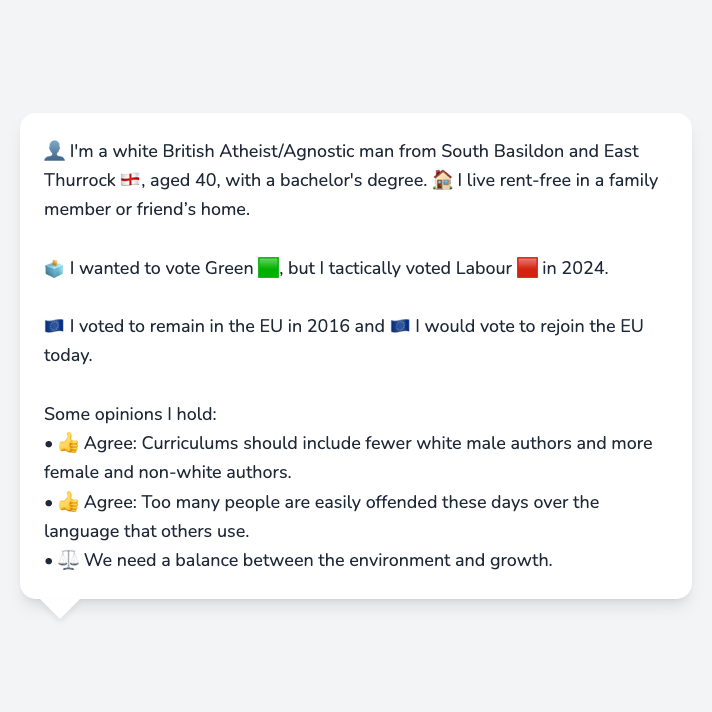 👤 I'm a white British Atheist/Agnostic man from South Basildon and East
Thurrock 🏴󠁧󠁢󠁥󠁮󠁧󠁿, aged 40, with a bachelor's degree. 🏠 I live rent-free in a family
member or friend’s home.
🗳️ I wanted to vote Green 🟩, but I tactically voted Labour 🟥 in 2024.
🇪🇺 I voted to remain in the EU in 2016 and 🇪🇺 I would vote to rejoin the EU
today.
Some opinions I hold:
• 👍 Agree: Curriculums should include fewer white male authors and more
female and non-white authors.
• 👍 Agree: Too many people are easily offended these days over the
language that others use.
• ⚖️ We need a balance between the environment and growth.